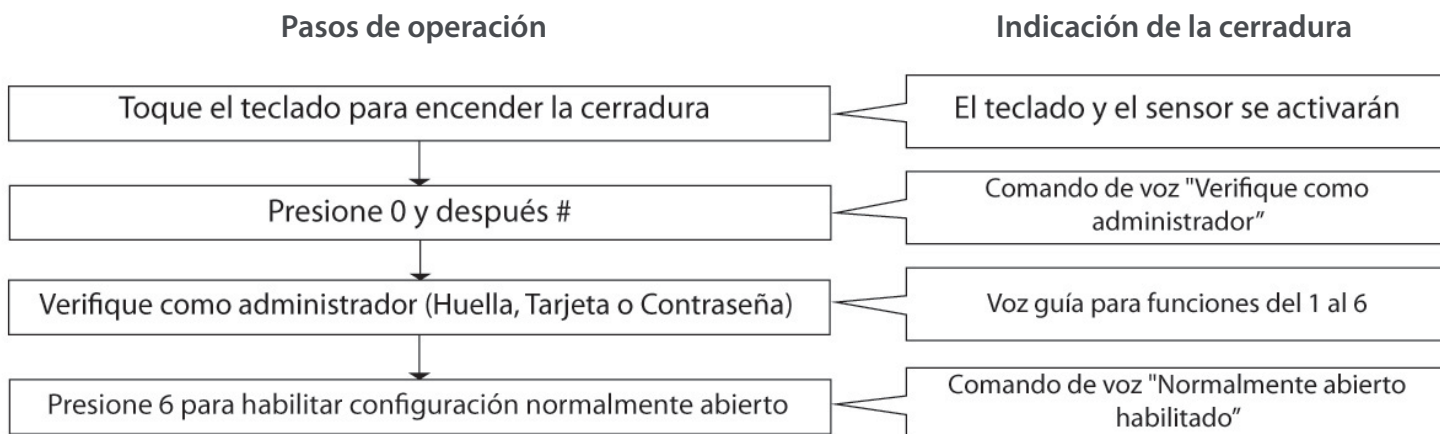 Pasos de operación
Indicación de la cerradura
Toque el teclado para encender la cerradura
El teclado y el sensor se activarán
Presione 0 y después #
Comando de voz "Verifique como
administrador”
Verifique como administrador (Huella, Tarjeta o Contraseña)
Voz guía para funciones del 1 al 6
Presione 6 para habilitar configuración normalmente abierto
Comando de voz "Normalmente abierto
habilitado”